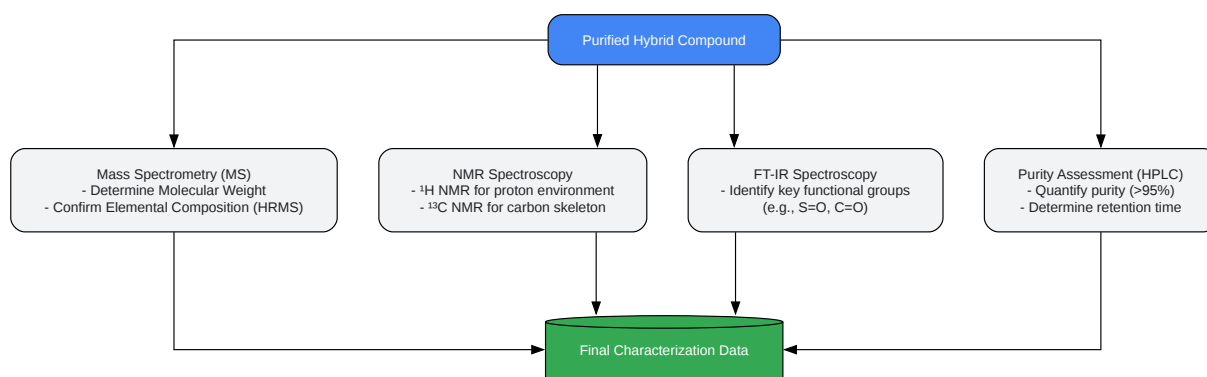 Purified Hybrid Compound
Mass Spectrometry (MS)
- Determine Molecular Weight
- Confirm Elemental Composition (HRMS)
NMR Spectroscopy
- ¹H NMR for proton environment
- ¹³C NMR for carbon skeleton
FT-IR Spectroscopy
- Identify key functional groups
(e.g., S=O, C=O)
Purity Assessment (HPLC)
- Quantify purity (>95%)
- Determine retention time
Final Characterization Data